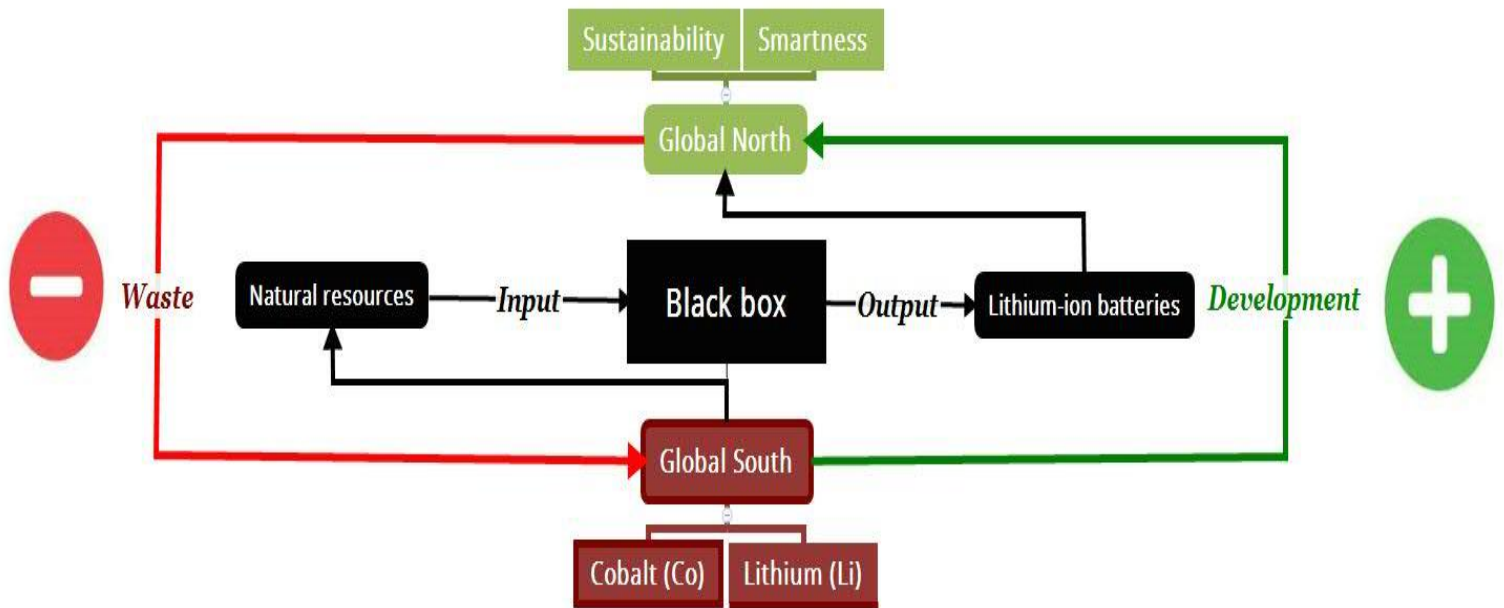 Sustainability
Smartness
Global North
Waste
Natural resources
Input
Black box
Output
Lithium-ion batteries
Development
Global South
Cobalt (Co)
Lithium (Li)